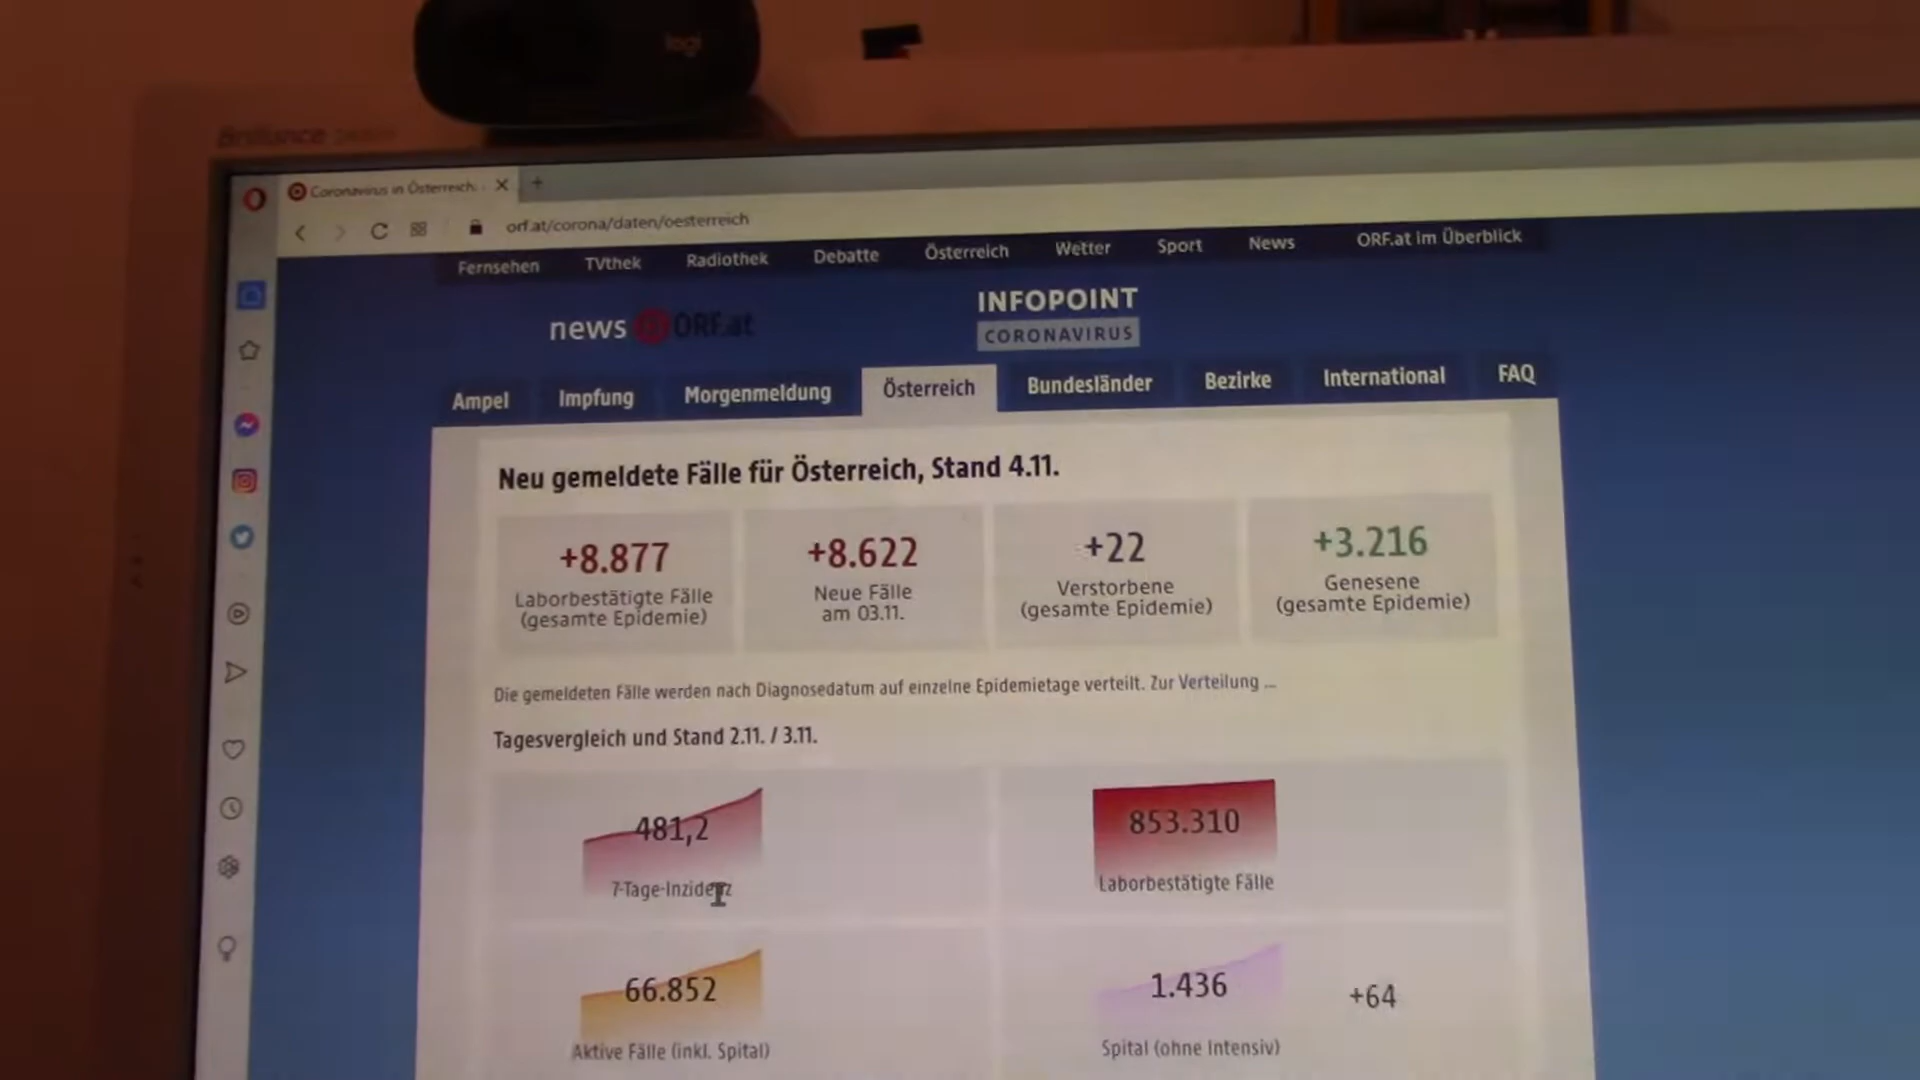 logi
Brilliance
Coronavirus in Österreich:
orf.at/corona/daten/oesterreich
Fernsehen TVthek Radiothek Debatte Österreich Wetter Sport News ORF.at im Überblick
news ORF.at
INFOPOINT
CORONAVIRUS
Ampel Impfung Morgenmeldung Österreich Bundesländer Bezirke International FAQ
Neu gemeldete Fälle für Österreich, Stand 4.11.
+8.877 +8.622 +22 +3.216
Laborbestätigte Fälle
(gesamte Epidemie)
Neue Fälle
am 03.11.
Verstorbene
(gesamte Epidemie)
Genesene
(gesamte Epidemie)
Die gemeldeten Fälle werden nach Diagnosedatum auf einzelne Epidemietage verteilt. Zur Verteilung ...
Tagesvergleich und Stand 2.11. / 3.11.
481,2
7-Tage-Inzidenz
853.310
Laborbestätigte Fälle
66.852
Aktive Fälle (inkl. Spital)
1.436 +64
Spital (ohne Intensiv)